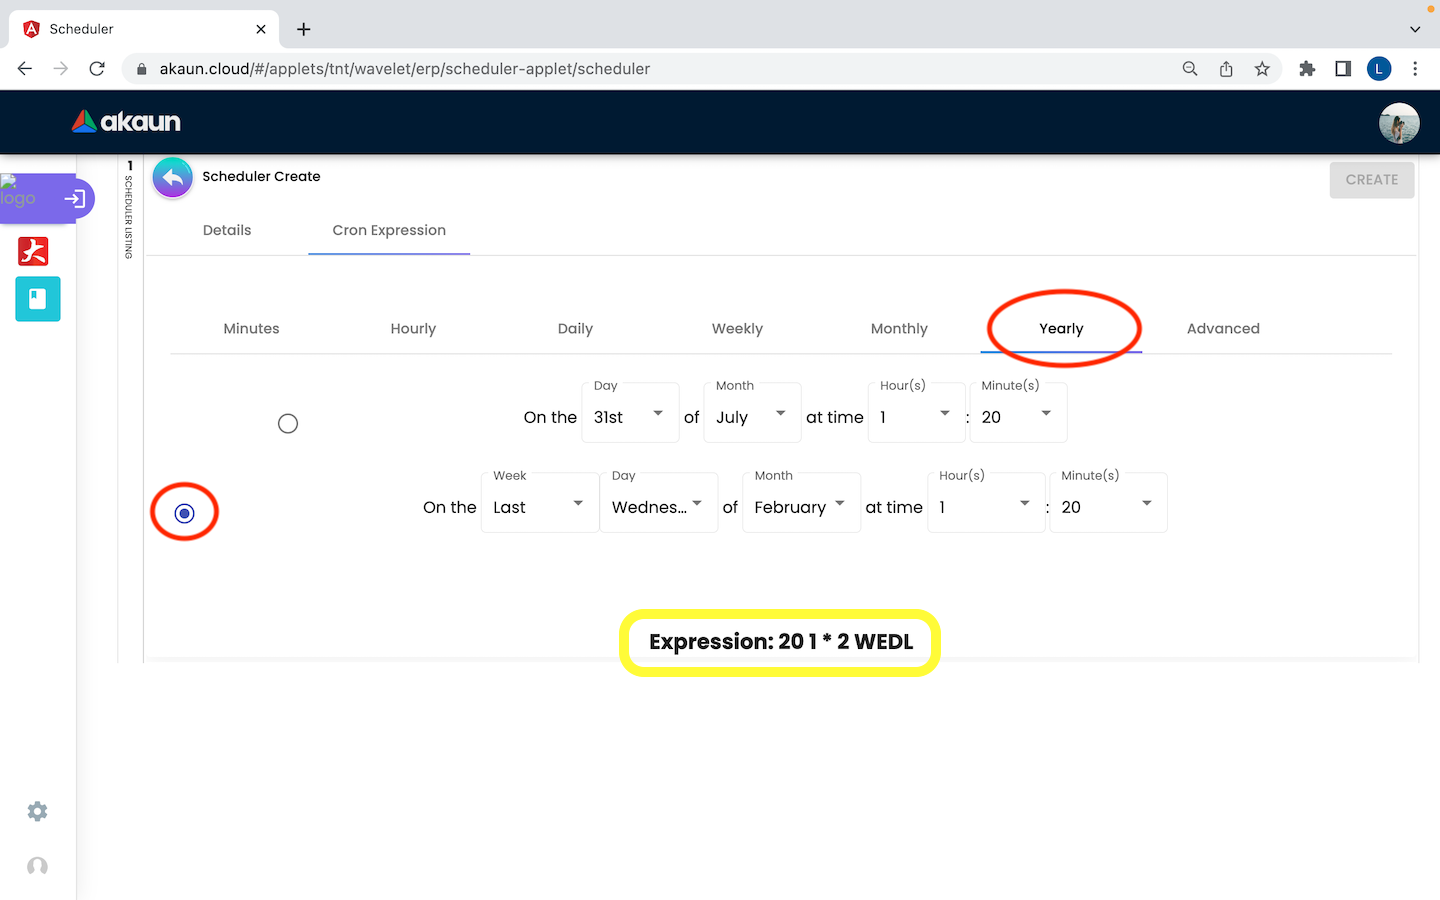 Scheduler
akaun.cloud/#/applets/tnt/wavelet/erp/scheduler-applet/scheduler
L
akaun
logo
1
SCHEDULER LISTING
Scheduler Create
CREATE
Details Cron Expression
Minutes Hourly Daily Weekly Monthly Yearly Advanced
Day Month Hour(s) Minute(s)
On the 31st of July at time 1 : 20
Week Day Month Hour(s) Minute(s)
On the Last Wednes... of February at time 1 : 20
Expression: 20 1 * 2 WEDL